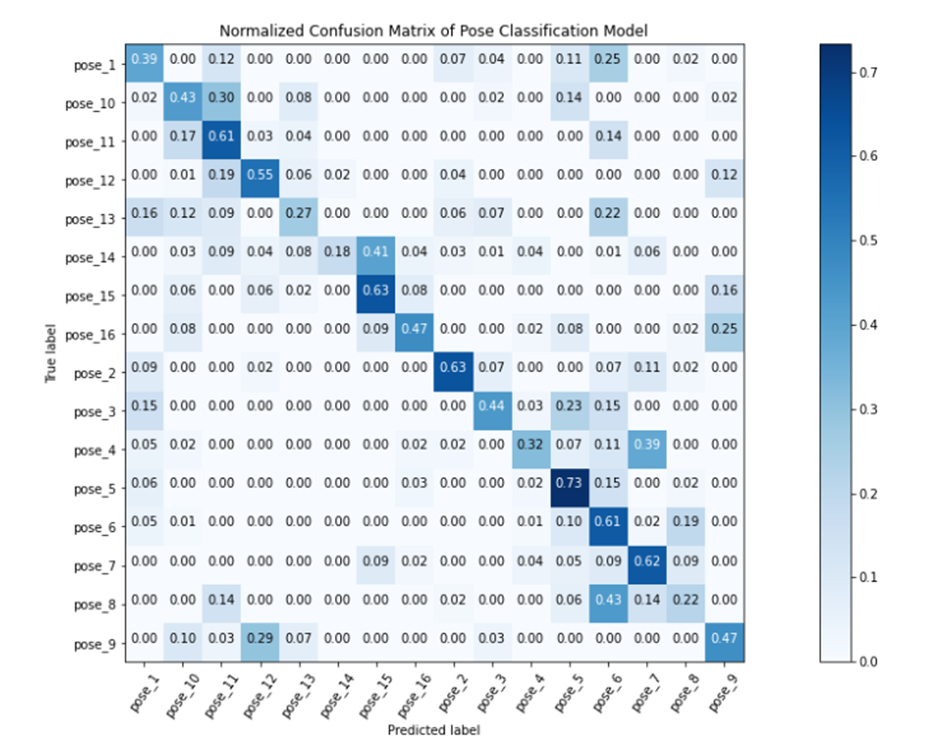 Normalized Confusion Matrix of Pose Classification Model
pose_1 0.39 0.00 0.12 0.00 0.00 0.00 0.00 0.00 0.07 0.04 0.00 0.11 0.25 0.00 0.02 0.00
pose_10 0.02 0.43 0.30 0.00 0.08 0.00 0.00 0.00 0.00 0.02 0.00 0.14 0.00 0.00 0.00 0.02
pose_11 0.00 0.17 0.61 0.03 0.04 0.00 0.00 0.00 0.00 0.00 0.00 0.00 0.14 0.00 0.00 0.00
pose_12 0.00 0.01 0.19 0.55 0.06 0.02 0.00 0.00 0.04 0.00 0.00 0.00 0.00 0.00 0.00 0.12
pose_13 0.16 0.12 0.09 0.00 0.27 0.00 0.00 0.00 0.06 0.07 0.00 0.00 0.22 0.00 0.00 0.00
pose_14 0.00 0.03 0.09 0.04 0.08 0.18 0.41 0.04 0.03 0.01 0.04 0.00 0.01 0.06 0.00 0.00
pose_15 0.00 0.06 0.00 0.06 0.02 0.00 0.63 0.08 0.00 0.00 0.00 0.00 0.00 0.00 0.00 0.16
pose_16 0.00 0.08 0.00 0.00 0.00 0.00 0.09 0.47 0.00 0.00 0.02 0.08 0.00 0.00 0.02 0.25
pose_2 0.09 0.00 0.00 0.02 0.00 0.00 0.00 0.00 0.63 0.07 0.00 0.00 0.07 0.11 0.02 0.00
pose_3 0.15 0.00 0.00 0.00 0.00 0.00 0.00 0.00 0.00 0.44 0.03 0.23 0.15 0.00 0.00 0.00
pose_4 0.05 0.02 0.00 0.00 0.00 0.00 0.00 0.02 0.02 0.00 0.32 0.07 0.11 0.39 0.00 0.00
pose_5 0.06 0.00 0.00 0.00 0.00 0.00 0.00 0.03 0.00 0.00 0.02 0.73 0.15 0.00 0.02 0.00
pose_6 0.05 0.01 0.00 0.00 0.00 0.00 0.00 0.00 0.00 0.00 0.01 0.10 0.61 0.02 0.19 0.00
pose_7 0.00 0.00 0.00 0.00 0.00 0.00 0.09 0.02 0.00 0.00 0.04 0.05 0.09 0.62 0.09 0.00
pose_8 0.00 0.00 0.14 0.00 0.00 0.00 0.00 0.00 0.02 0.00 0.00 0.06 0.43 0.14 0.22 0.00
pose_9 0.00 0.10 0.03 0.29 0.07 0.00 0.00 0.00 0.00 0.03 0.00 0.00 0.00 0.00 0.00 0.47
pose_1 pose_10 pose_11 pose_12 pose_13 pose_14 pose_15 pose_16 pose_2 pose_3 pose_4 pose_5 pose_6 pose_7 pose_8 pose_9
Predicted label
True label
0.7
0.6
0.5
0.4
0.3
0.2
0.1
0.0